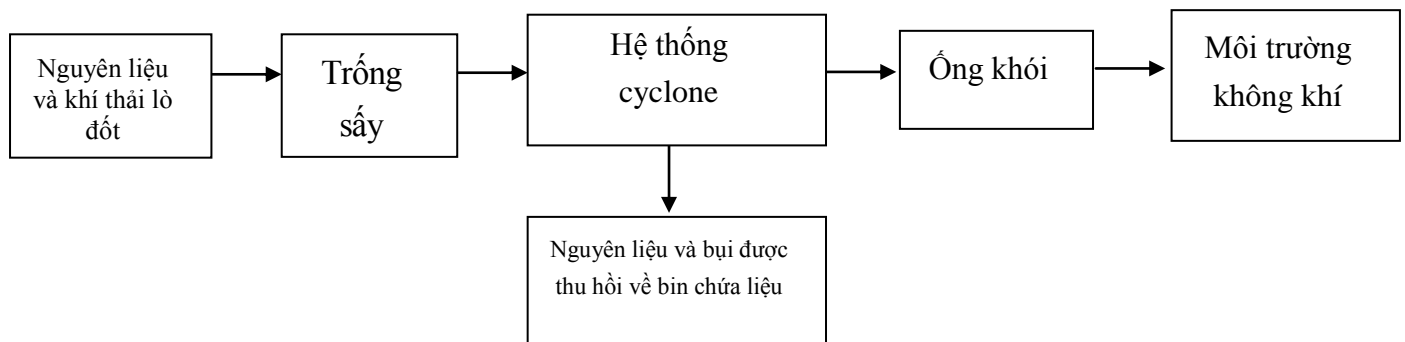 Nguyên liệu
và khí thải lò
đốt
Trống
sấy
Hệ thống
cyclone
Ống khói
Môi trường
không khí
Nguyên liệu và bụi được
thu hồi về bin chứa liệu